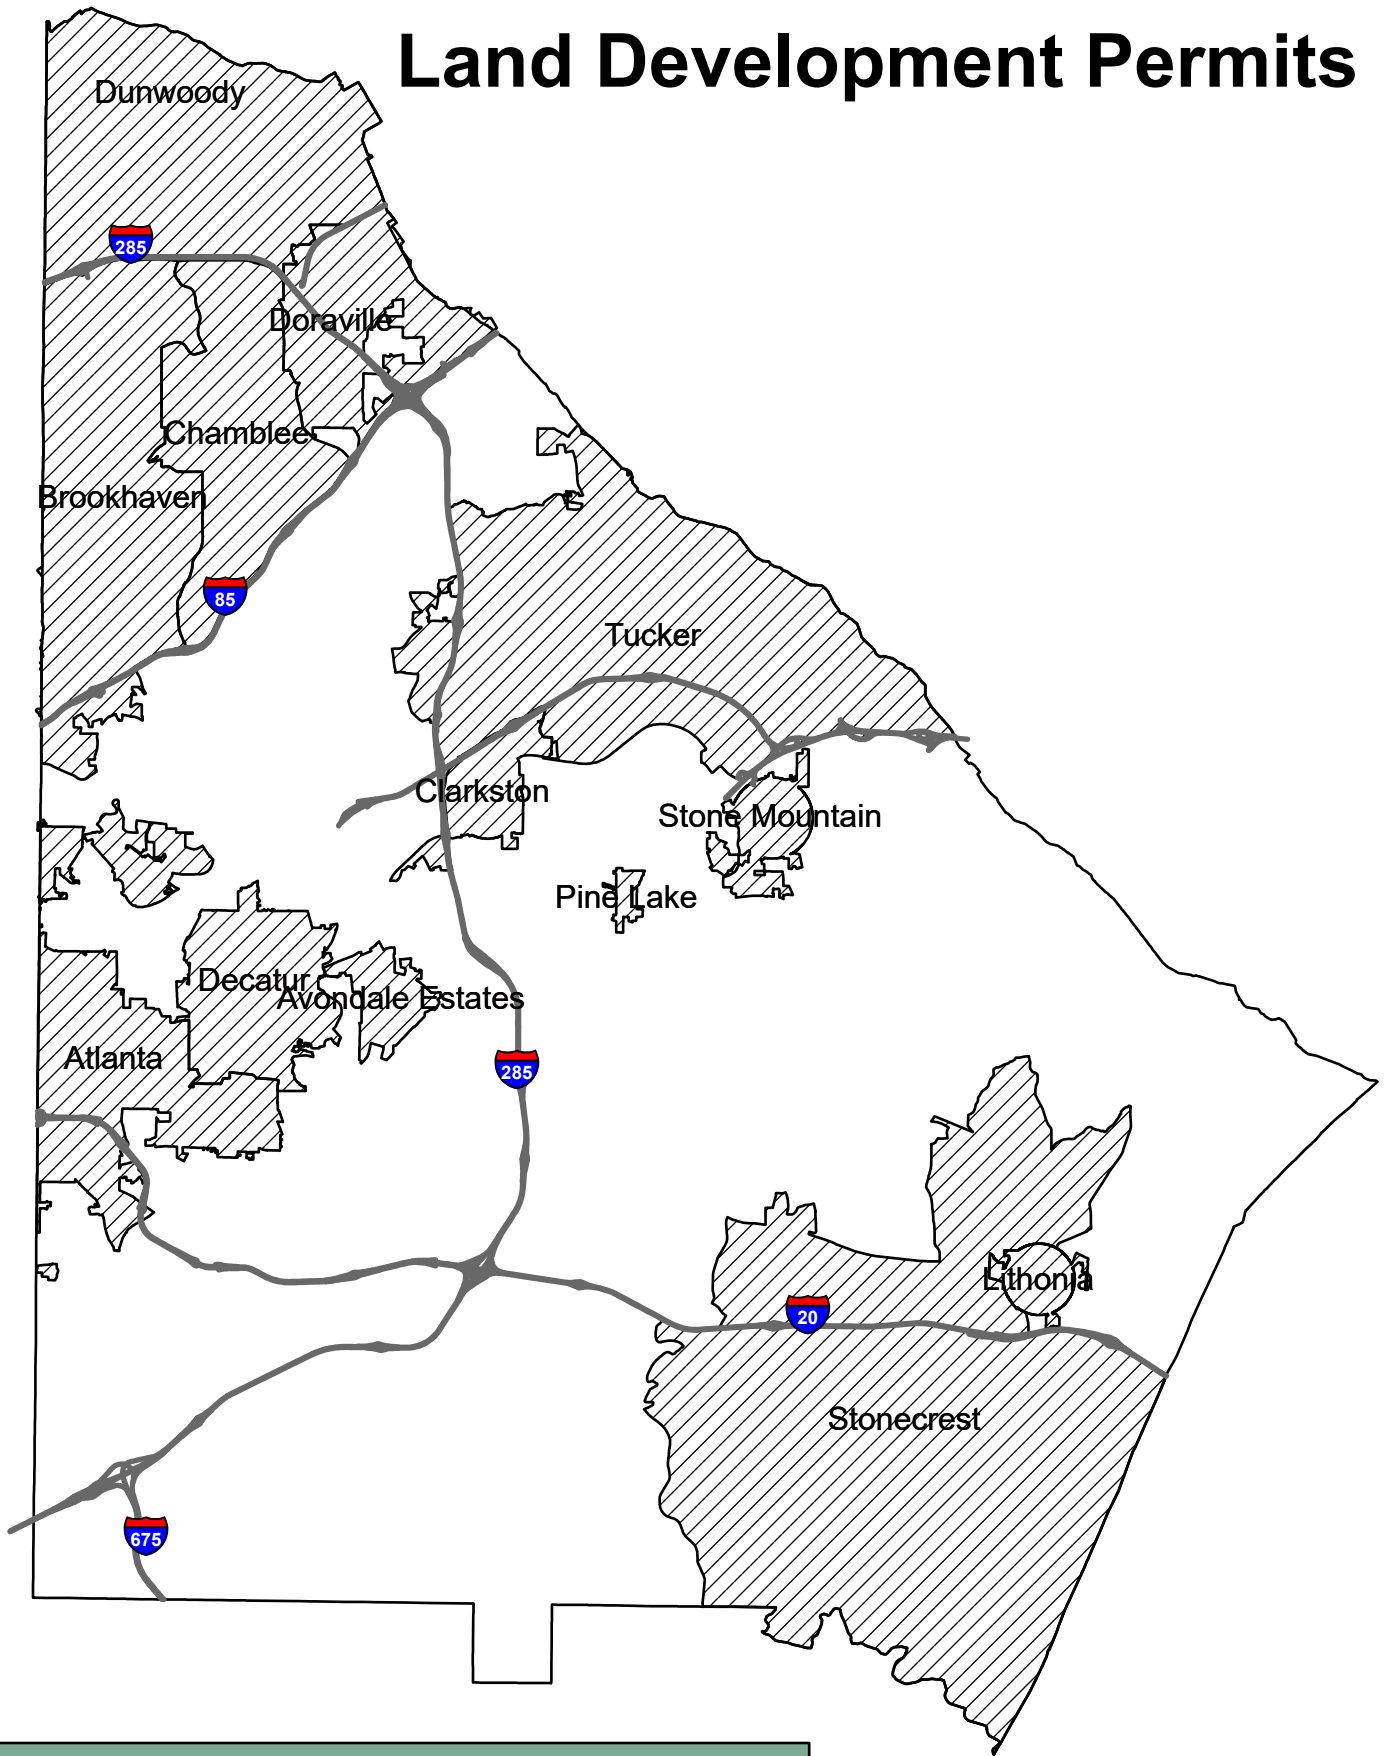 Land Development Permits
Dunwoody
285
Doraville
Chamblee
Brookhaven
85
Tucker
Clarkston
Stone Mountain
Pine Lake
Decatur
Avondale Estates
Atlanta
285
Lithonia
20
Stonecrest
675